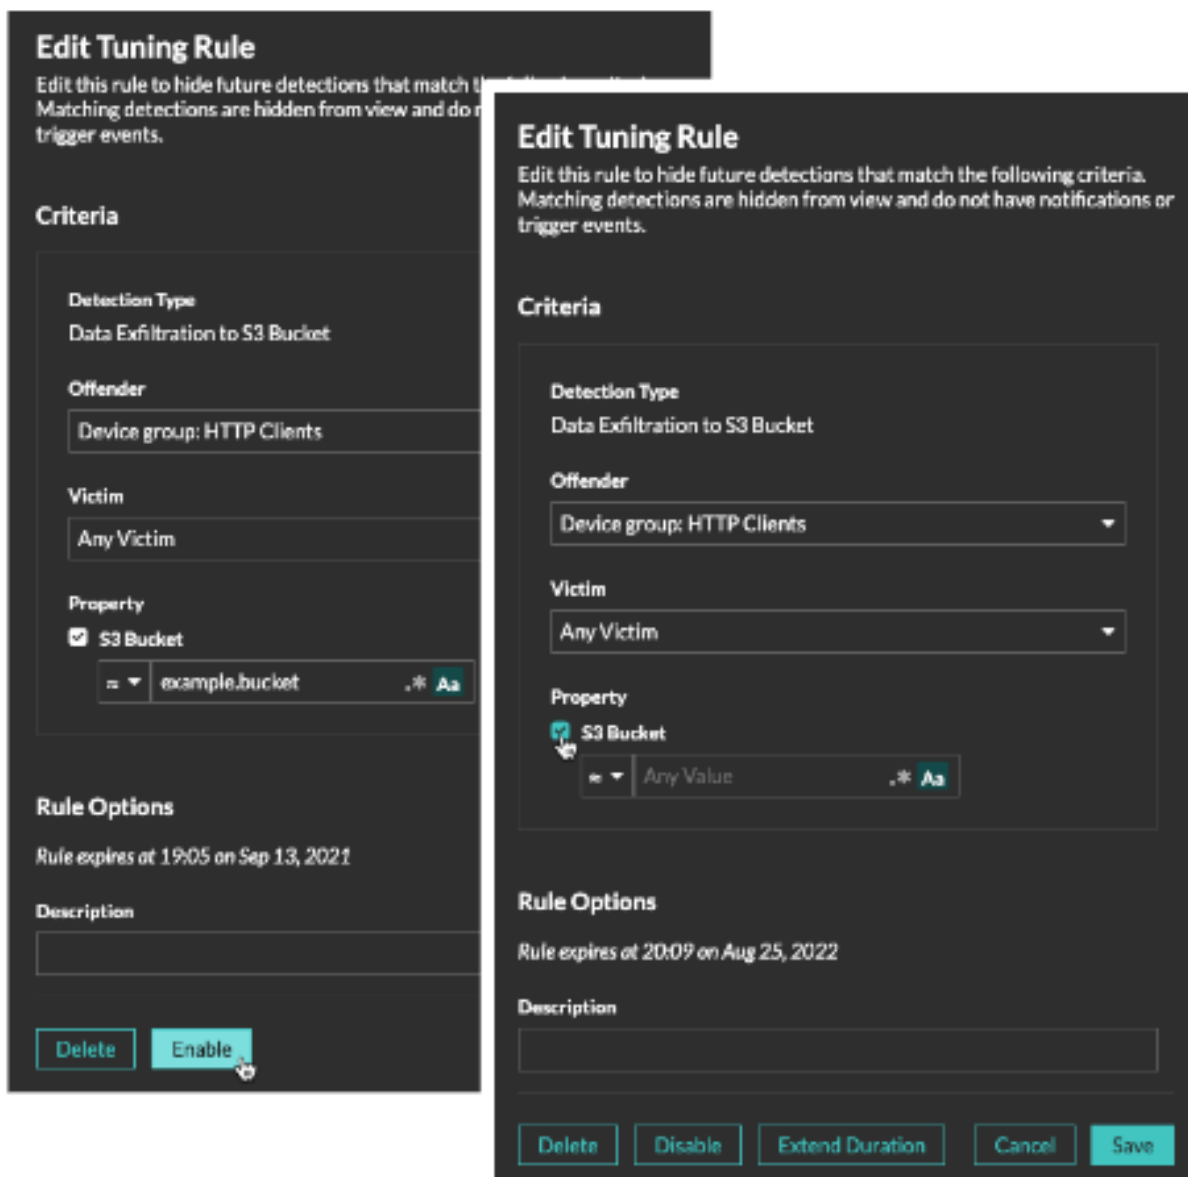 Edit Tuning Rule
Edit this rule to hide future detections that match t
Matching detections are hidden from view and do n
trigger events.
Criteria
Detection Type
Data Exfiltration to S3 Bucket
Offender
Device group: HTTP Clients
Victim
Any Victim
Property
S3 Bucket
≈ example.bucket .* Aa
Rule Options
Rule expires at 19:05 on Sep 13, 2021
Description
Delete Enable
Edit Tuning Rule
Edit this rule to hide future detections that match the following criteria.
Matching detections are hidden from view and do not have notifications or
trigger events.
Criteria
Detection Type
Data Exfiltration to S3 Bucket
Offender
Device group: HTTP Clients
Victim
Any Victim
Property
S3 Bucket
≈ Any Value .* Aa
Rule Options
Rule expires at 20:09 on Aug 25, 2022
Description
Delete Disable Extend Duration Cancel Save